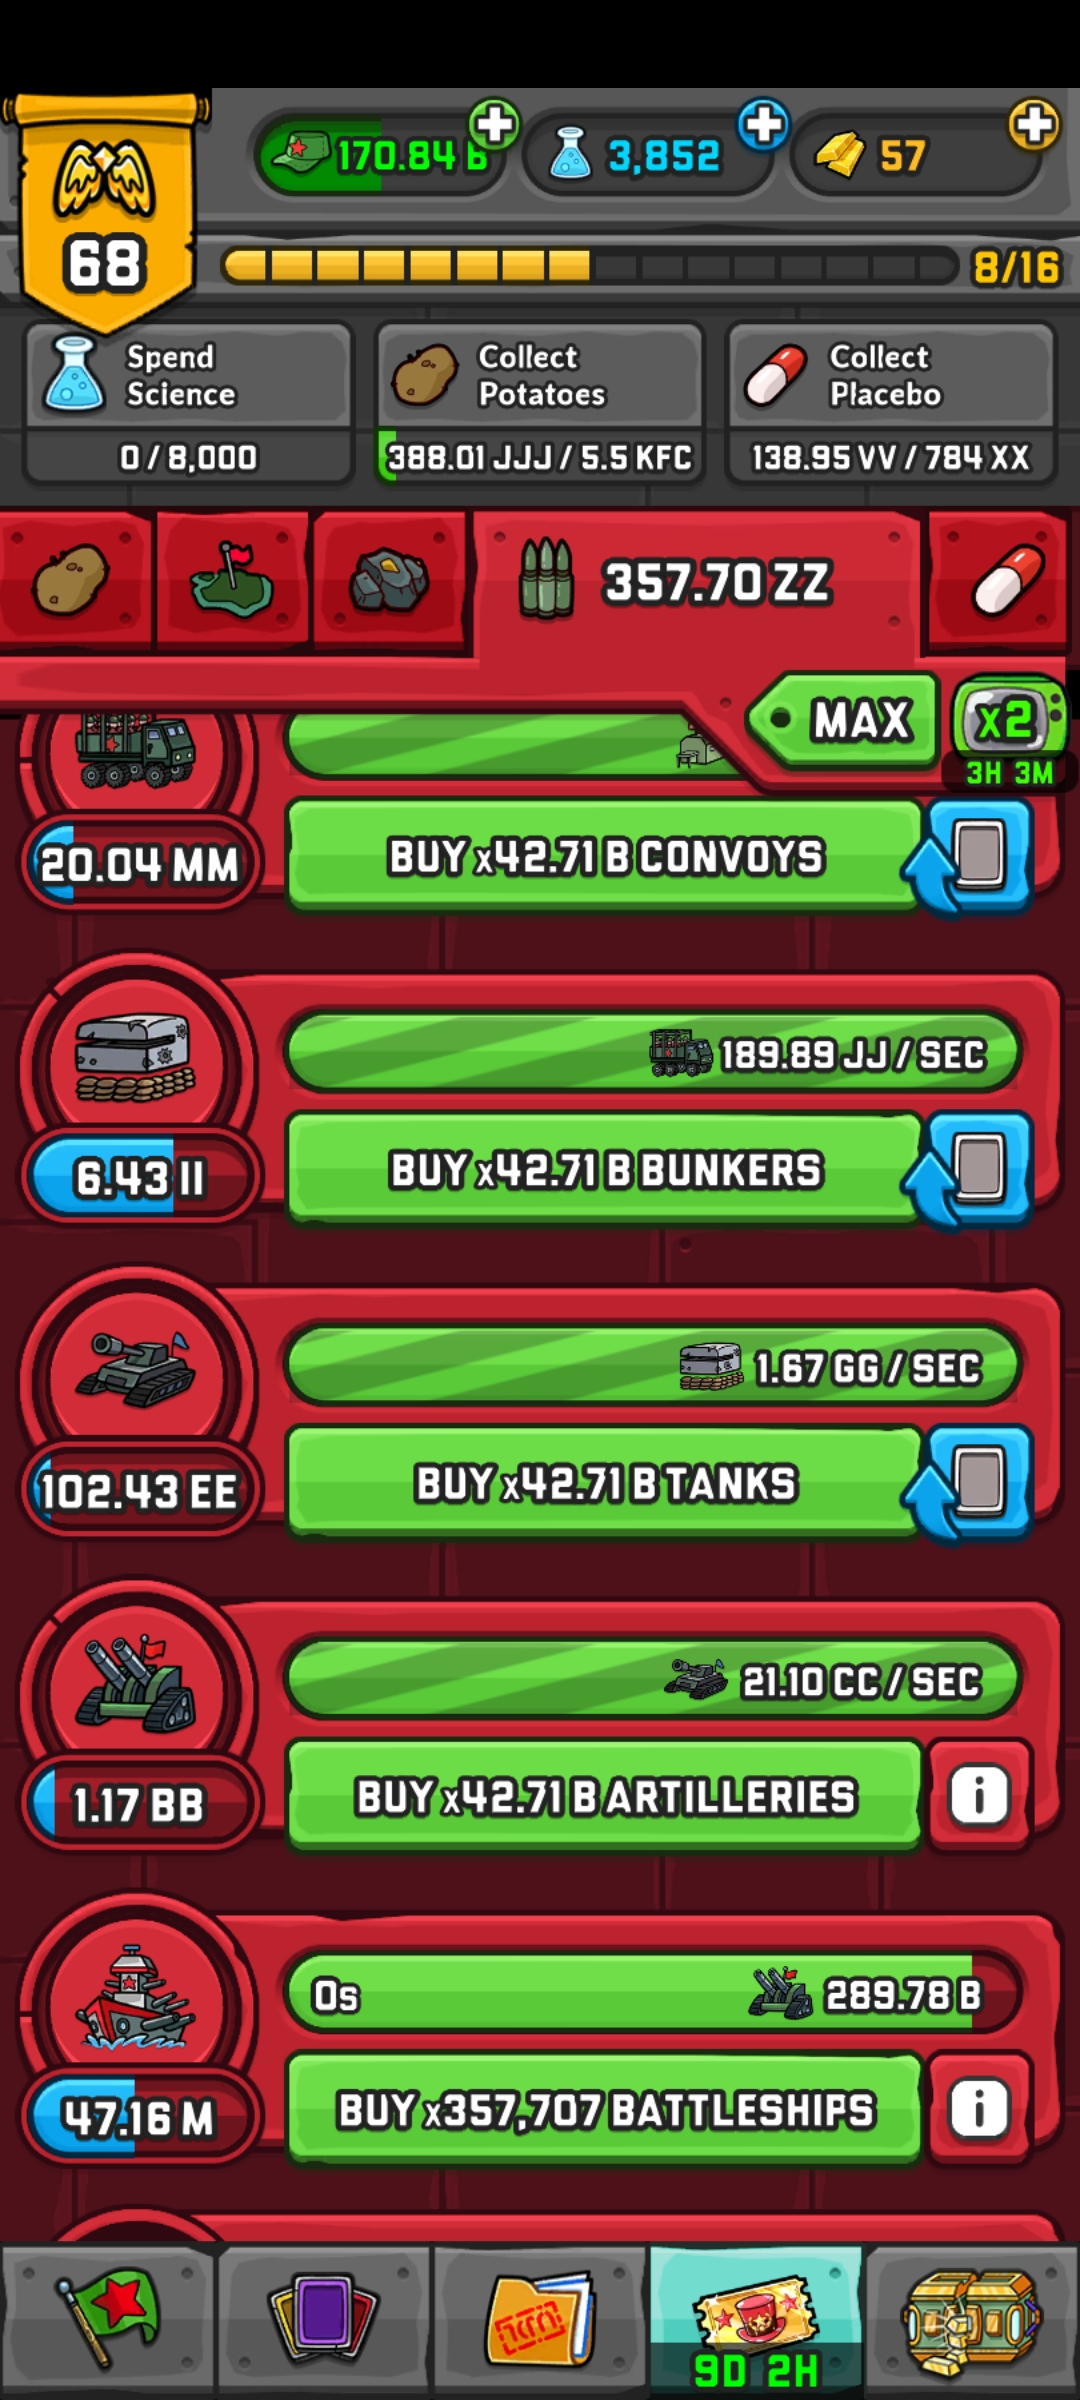 170.84 B
3,852
57
68
8/16
Spend
Science
0 / 8,000
Collect
Potatoes
388.01 JJJ / 5.5 KFC
Collect
Placebo
138.95 VV / 784 XX
357.70 ZZ
MAX
x2
3H 3M
20.04 MM
BUY x42.71 B CONVOYS
189.89 JJ / SEC
6.43 II
BUY x42.71 B BUNKERS
1.67 GG / SEC
102.43 EE
BUY x42.71 B TANKS
21.10 CC / SEC
1.17 BB
BUY x42.71 B ARTILLERIES
i
0s
289.78 B
47.16 M
BUY x357,707 BATTLESHIPS
i
9D 2H